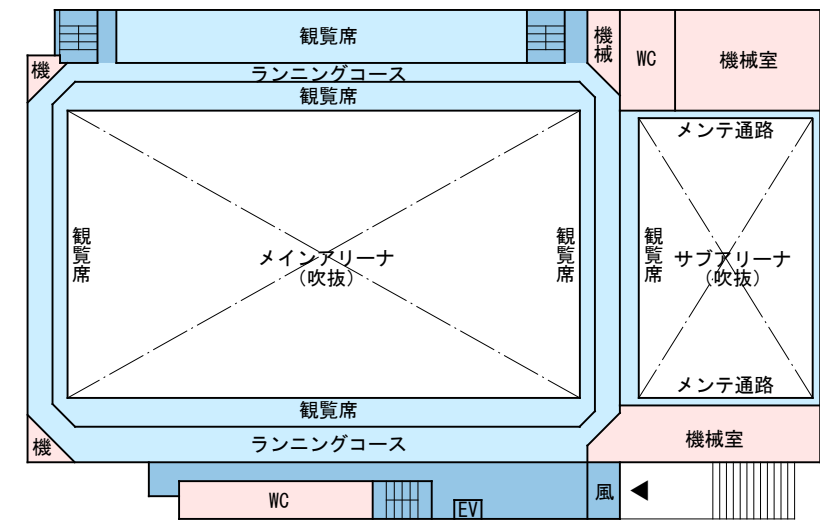 観覧席
機械
WC
機械室
機
ランニングコース
観覧席
メンテ通路
観覧席
メインアリーナ
(吹抜)
観覧席
観覧席
サブアリーナ
(吹抜)
メンテ通路
観覧席
機
ランニングコース
機械室
WC
EV
風